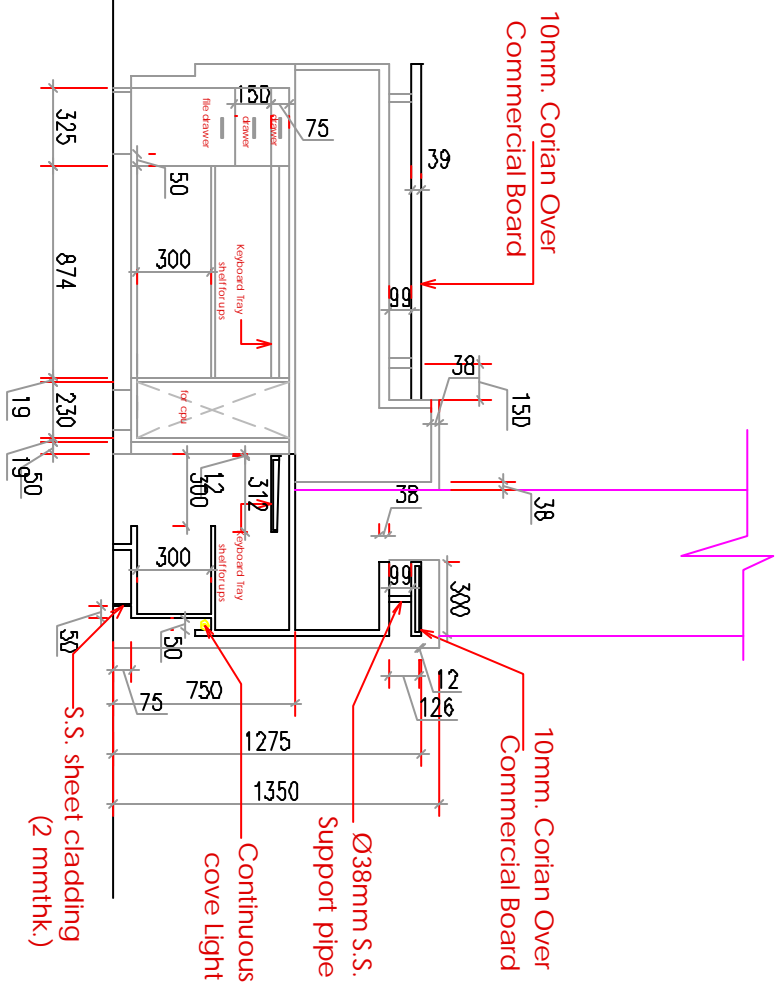 10mm. Corian Over
Commercial Board
39
150
75
file drawer
drawer
drawer
325
50
300
874
Keyboard Tray
shelf for ups
99
38
150
for cpu
19
230
19
50
12
300
312
38
38
Keyboard Tray
shelf for ups
300
99
300
50
50
12
126
75
750
1275
1350
10mm. Corian Over
Commercial Board
Ø38mm S.S.
Support pipe
Continuous
cove Light
S.S. sheet cladding
(2 mmthk.)